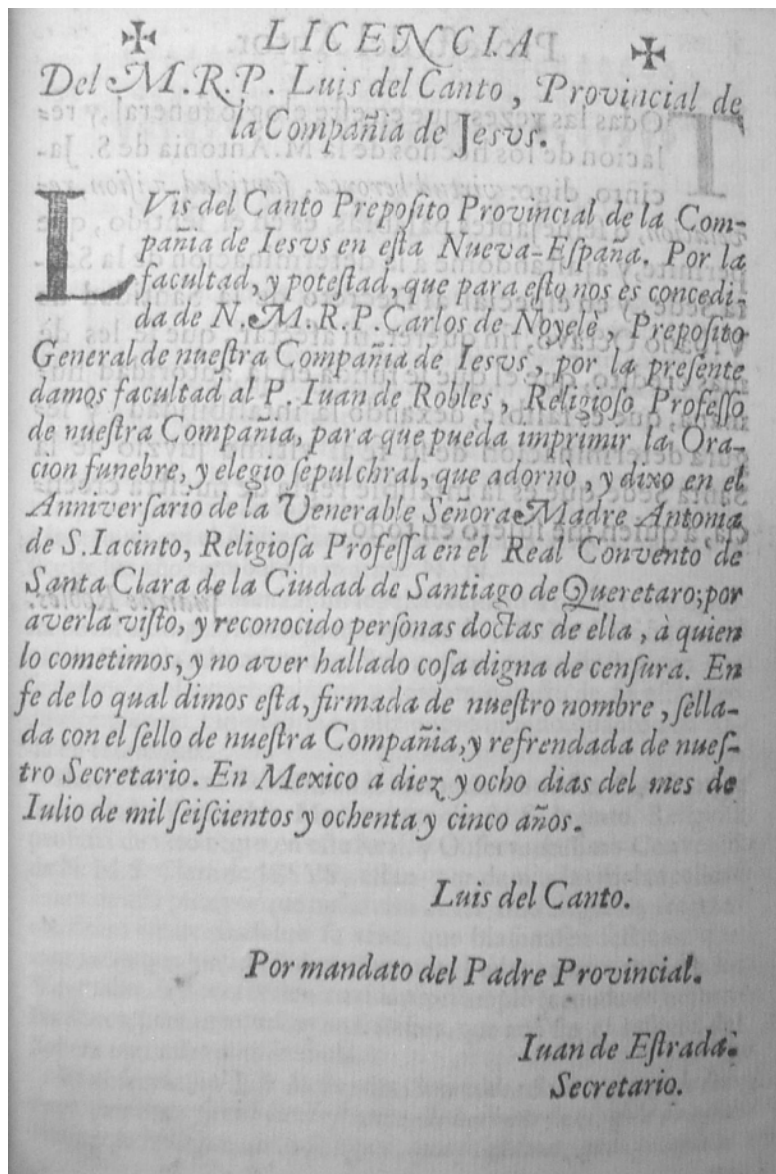 ✠ LICENCIA ✠
Del M.R.P. Luis del Canto, Provincial de
la Compañia de Jesvs.
LVis del Canto Preposito Provincial de la Com-
pañia de Iesvs en eſta Nueva-Eſpaña. Por la
facultad, y poteſtad, que para eſto nos es concedi-
da de N.M.R.P. Carlos de Noyelè, Prepoſito
General de nueſtra Compañia de Iesvs, por la preſente
damos facultad al P. Iuan de Robles, Religioſo Profeſſo
de nueſtra Compañia, para que pueda imprimir la Ora-
cion funebre, y elegio ſepulchral, que adornò, y dixo en el
Anniverſario de la Venerable Señora Madre Antonia
de S. Iacinto, Religioſa Profeſſa en el Real Convento de
Santa Clara de la Ciudad de Santiago de Queretaro; por
averla viſto, y reconocido perſonas doctas de ella, à quien
lo cometimos, y no aver hallado coſa digna de cenſura. En
fe de lo qual dimos eſta, firmada de nueſtro nombre, ſella-
da con el ſello de nueſtra Compañia, y refrendada de nueſ-
tro Secretario. En Mexico a diez y ocho dias del mes de
Iulio de mil ſeiſcientos y ochenta y cinco años.
Luis del Canto.
Por mandato del Padre Provincial.
Iuan de Eſtrada.
Secretario.